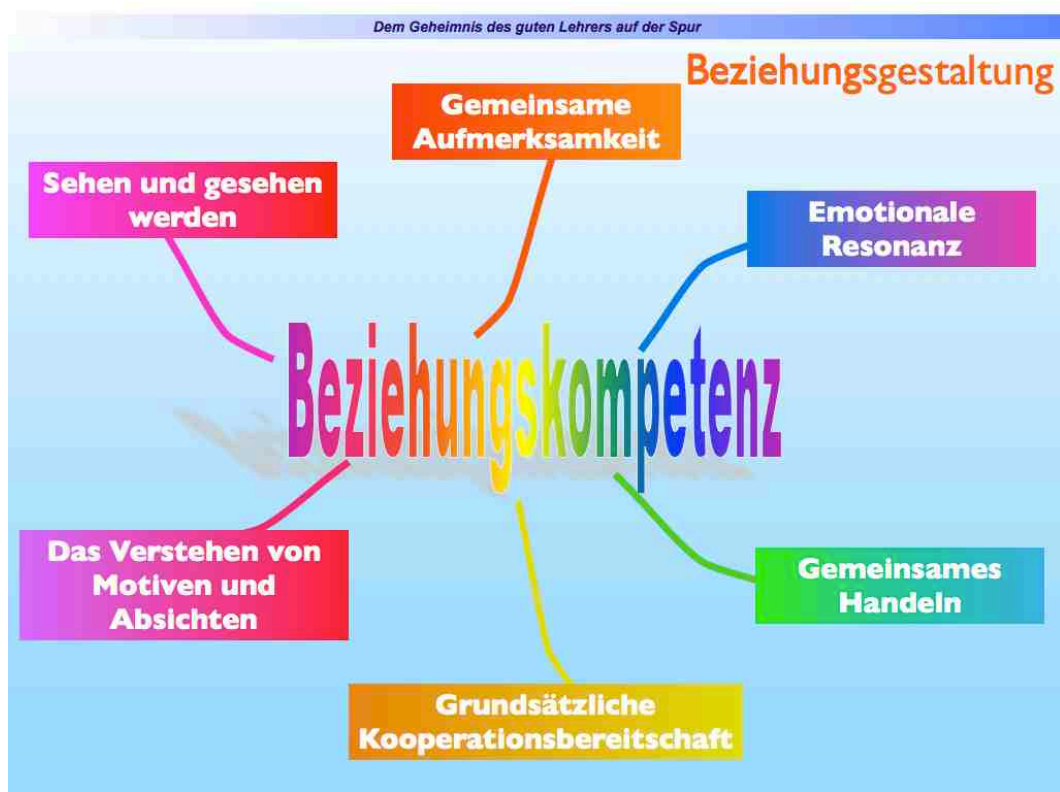 Dem Geheimnis des guten Lehrers auf der Spur
Beziehungsgestaltung
Gemeinsame
Aufmerksamkeit
Sehen und gesehen
werden
Emotionale
Resonanz
Beziehungskompetenz
Das Verstehen von
Motiven und
Absichten
Gemeinsames
Handeln
Grundsätzliche
Kooperationsbereitschaft